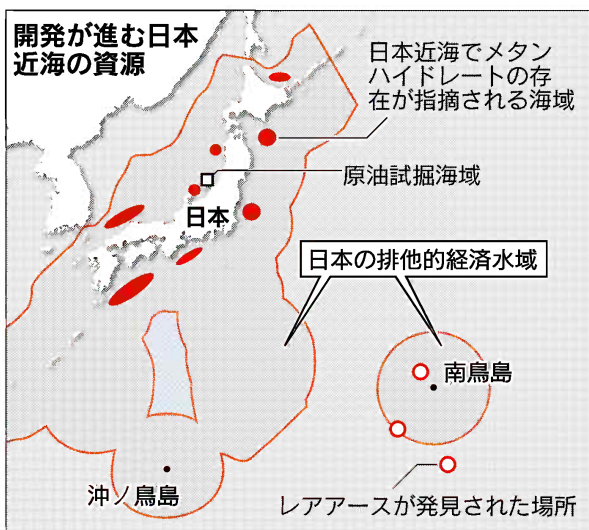 開発が進む日本
近海の資源
日本近海でメタン
ハイドレートの存
在が指摘される海域
原油試掘海域
日本
日本の排他的経済水域
南鳥島
沖ノ鳥島
レアアースが発見された場所